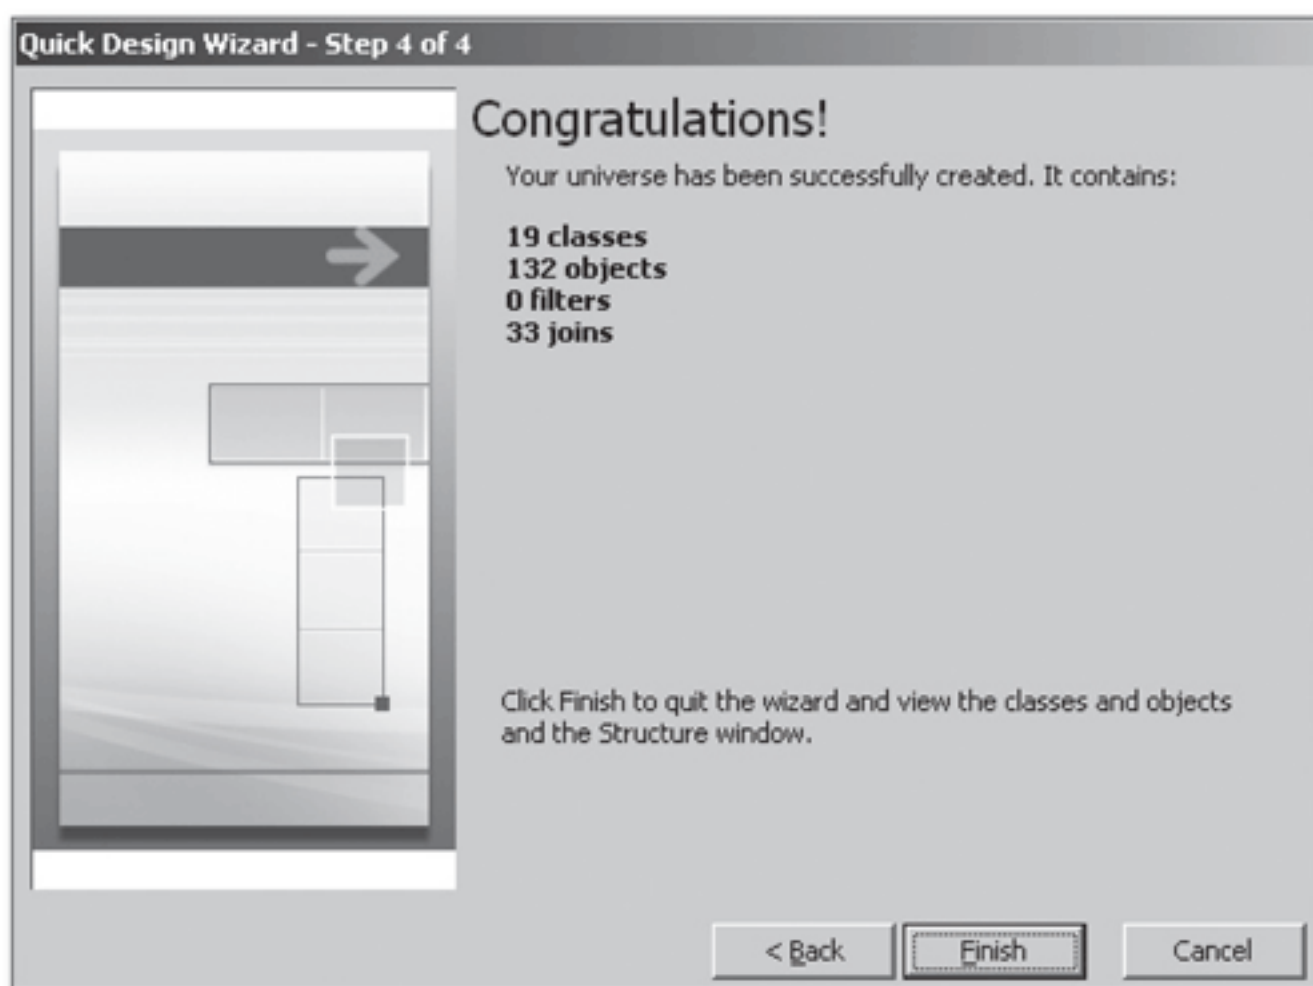 Quick Design Wizard - Step 4 of 4
Congratulations!
Your universe has been successfully created. It contains:
19 classes
132 objects
0 filters
33 joins
Click Finish to quit the wizard and view the classes and objects
and the Structure window.
< Back
Finish
Cancel